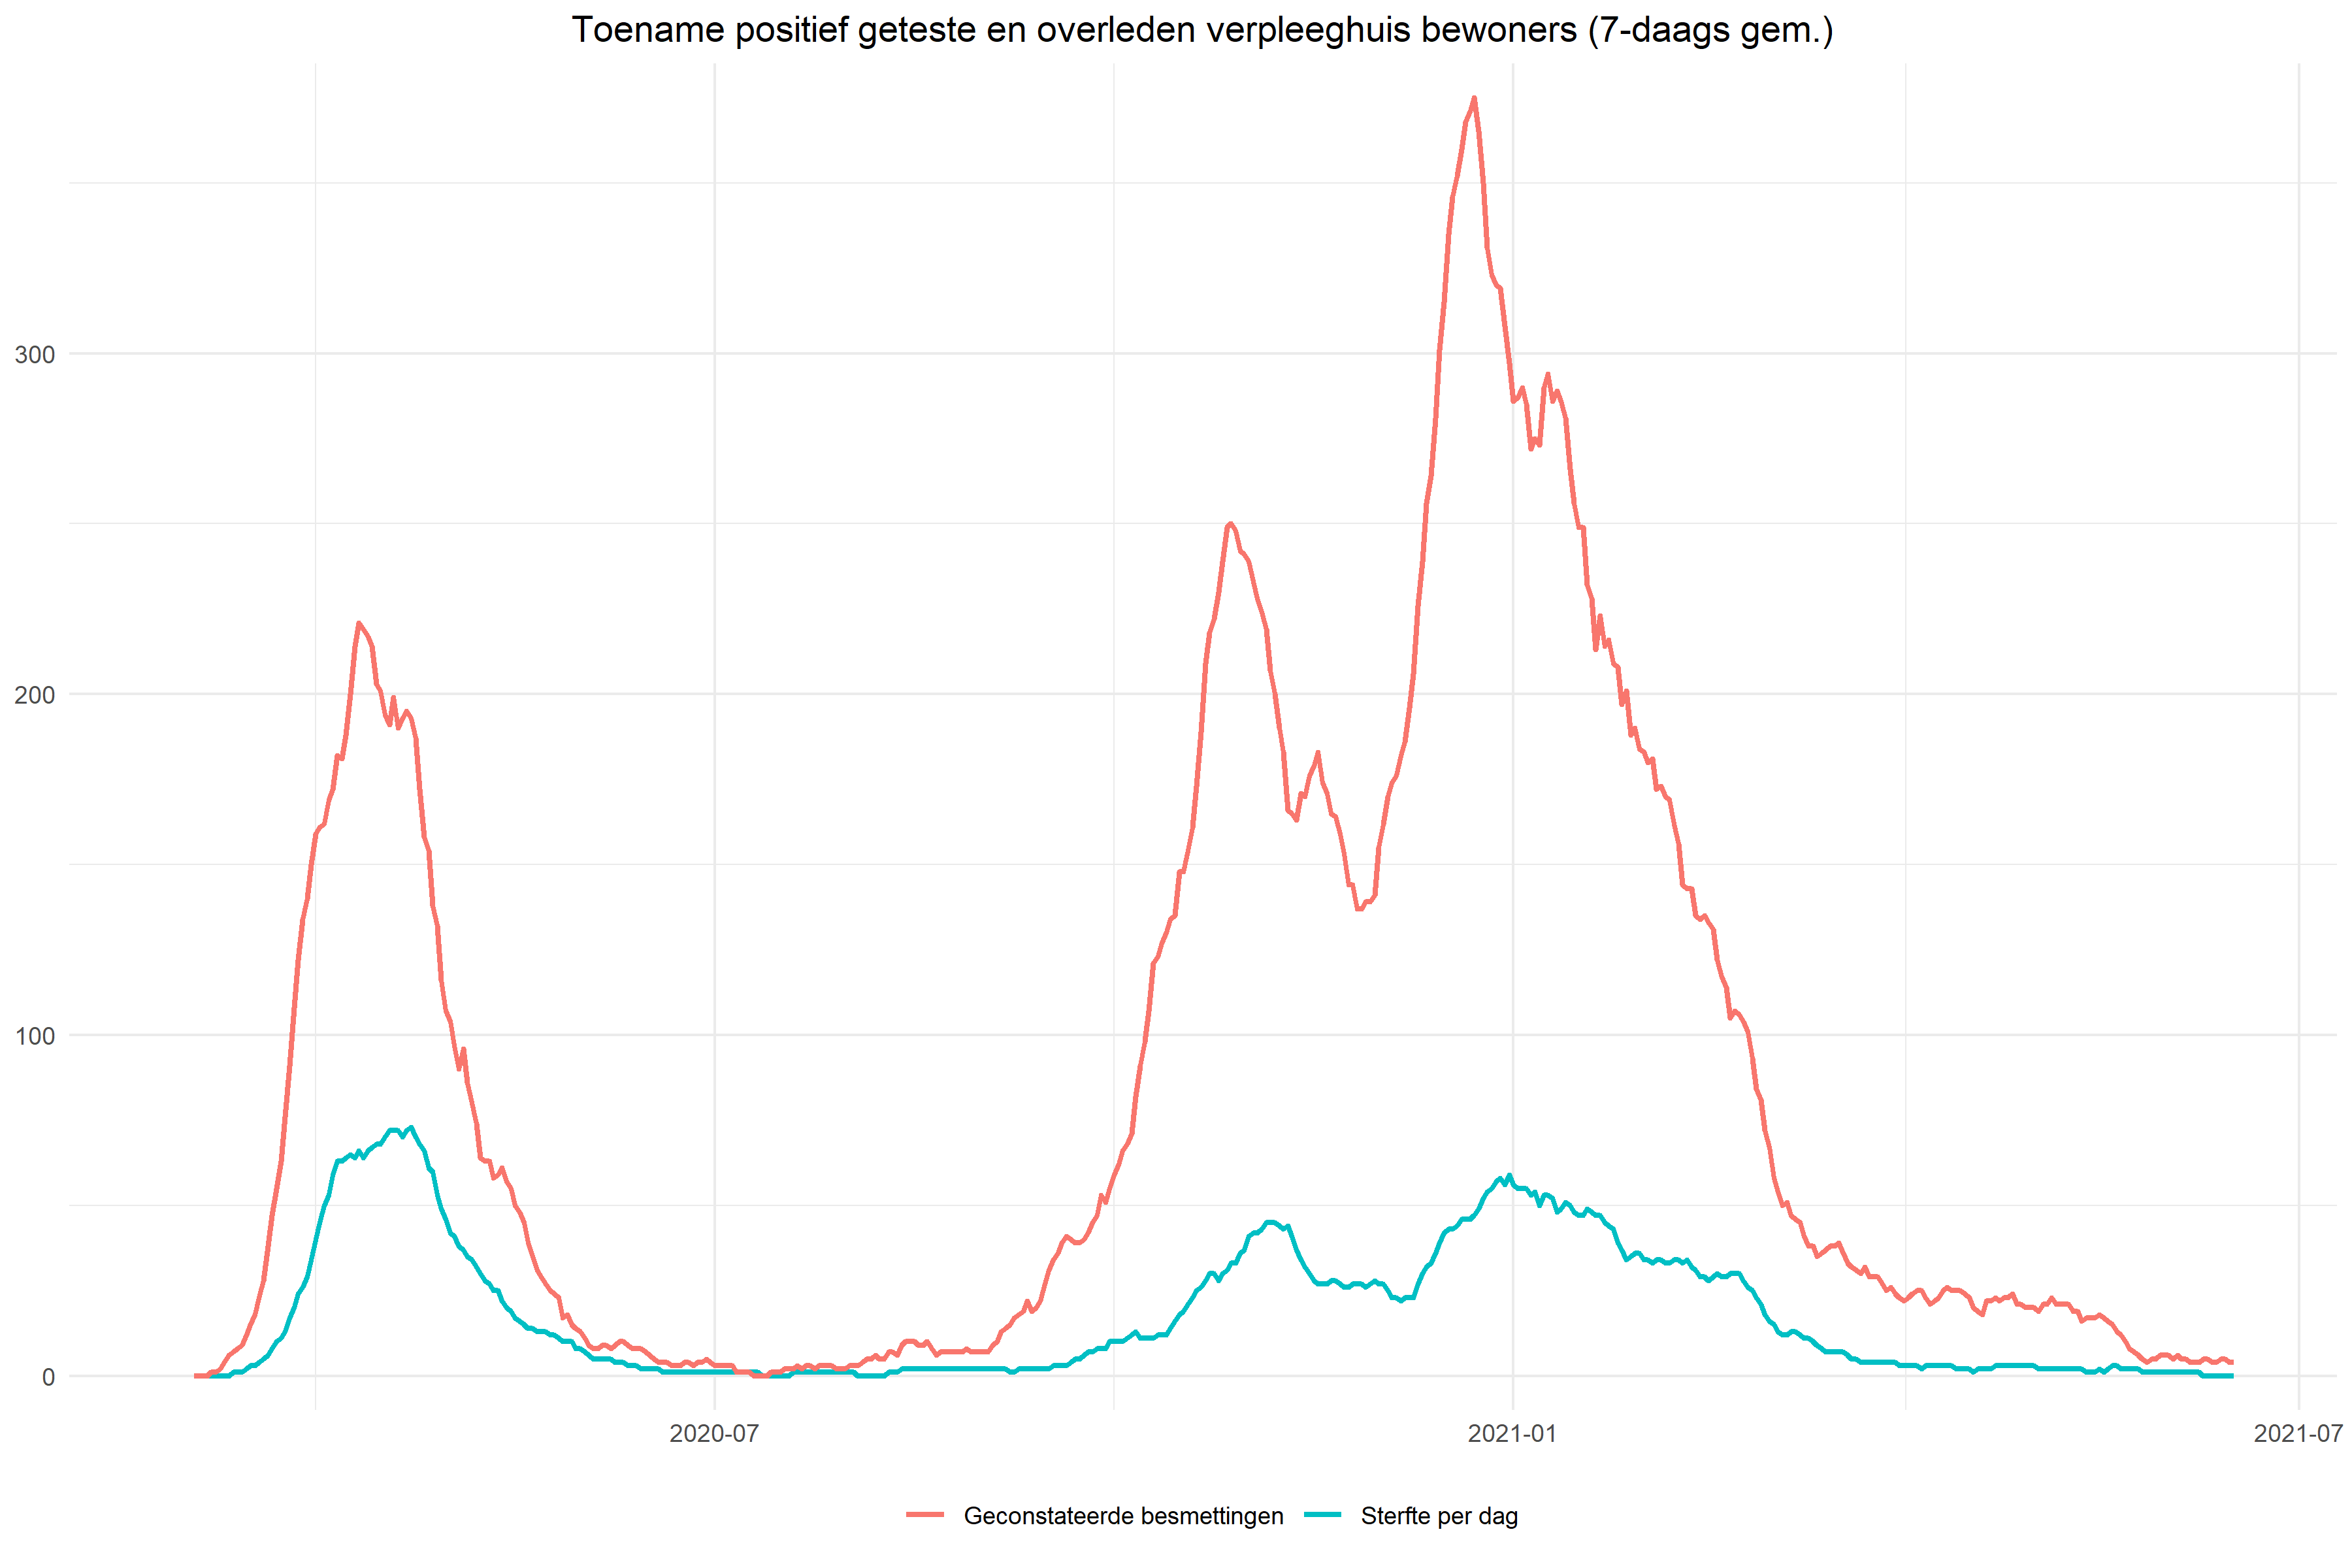 Toename positief geteste en overleden verpleeghuis bewoners (7-daags gem.)
300
200
100
0
2020-07 2021-01 2021-07
Geconstateerde besmettingen Sterfte per dag